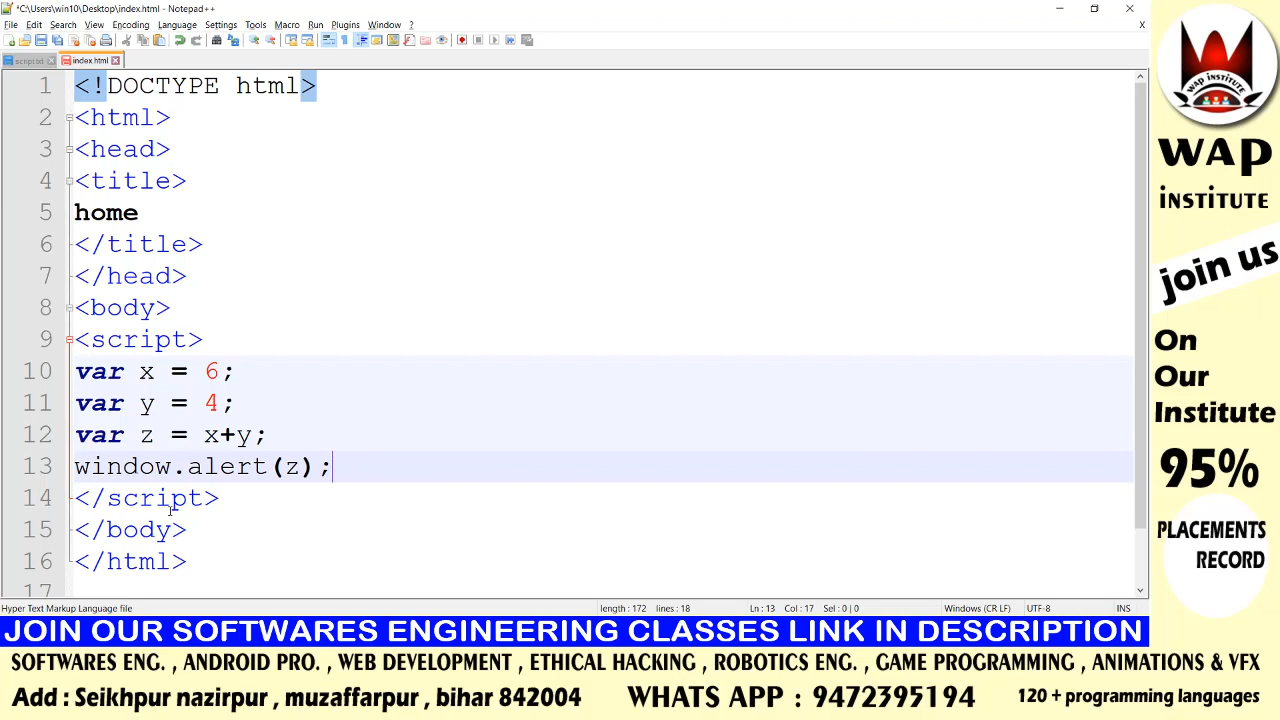 *C:\Users\win10\Desktop\index.html - Notepad++
File Edit Search View Encoding Language Settings Tools Macro Run Plugins Window ? X
script.txt index.html
1 <!DOCTYPE html>
2 <html>
3 <head>
4 <title>
5 home
6 </title>
7 </head>
8 <body>
9 <script>
10 var x = 6;
11 var y = 4;
12 var z = x+y;
13 window.alert(z);
14 </script>
15 </body>
16 </html>
17
Hyper Text Markup Language file length : 172 lines : 18 Ln : 13 Col : 17 Sel : 0 | 0 Windows (CR LF) UTF-8 INS
WAP INSTITUTE
WAP
INSTITUTE
join us
On
Our
Institute
95%
PLACEMENTS
RECORD
JOIN OUR SOFTWARES ENGINEERING CLASSES LINK IN DESCRIPTION
SOFTWARES ENG. , ANDROID PRO. , WEB DEVELOPMENT , ETHICAL HACKING , ROBOTICS ENG. , GAME PROGRAMMING , ANIMATIONS & VFX
Add : Seikhpur nazirpur , muzaffarpur , bihar 842004 WHATS APP : 9472395194 120 + programming languages